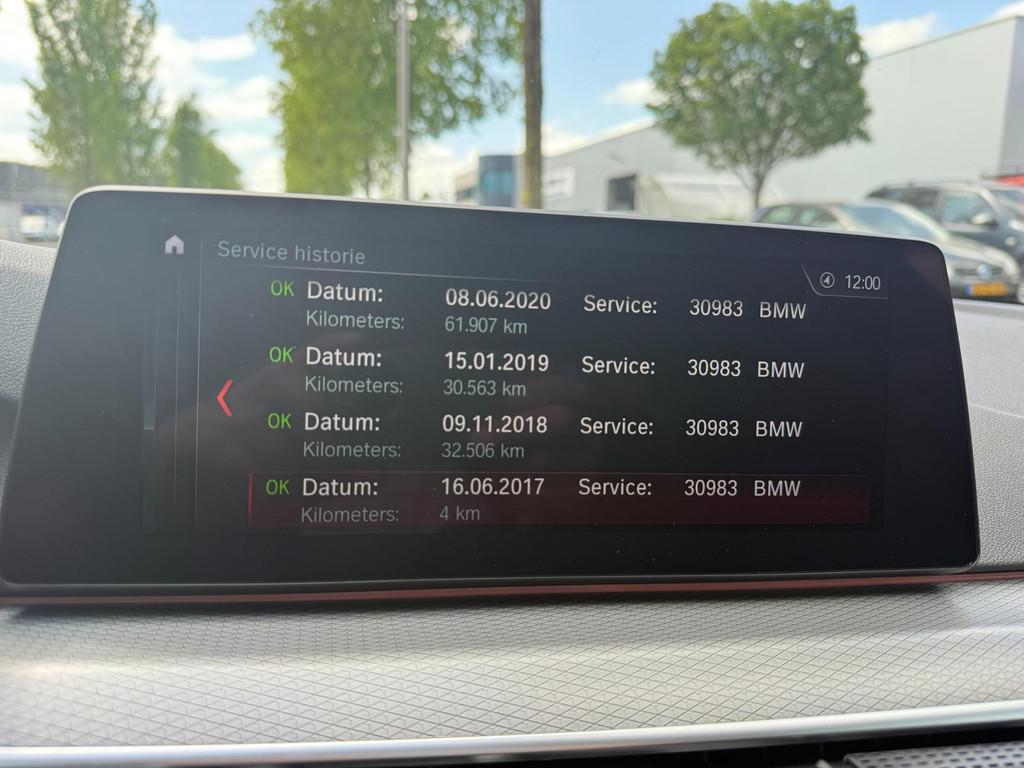 Service historie
12:00
OK Datum: 08.06.2020 Service: 30983 BMW
Kilometers: 61.907 km
OK Datum: 15.01.2019 Service: 30983 BMW
Kilometers: 30.563 km
OK Datum: 09.11.2018 Service: 30983 BMW
Kilometers: 32.506 km
OK Datum: 16.06.2017 Service: 30983 BMW
Kilometers: 4 km